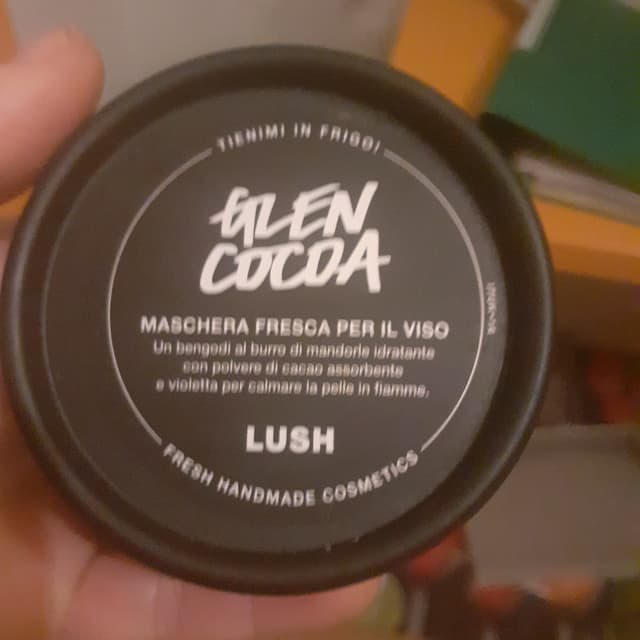 TIENIMI IN FRIGO!
GLEN
COCOA
MASCHERA FRESCA PER IL VISO
Un bengodi al burro di mandorle idratante
con polvere di cacao assorbente
e violetta per calmare la pelle in fiamme.
LUSH
FRESH HANDMADE COSMETICS